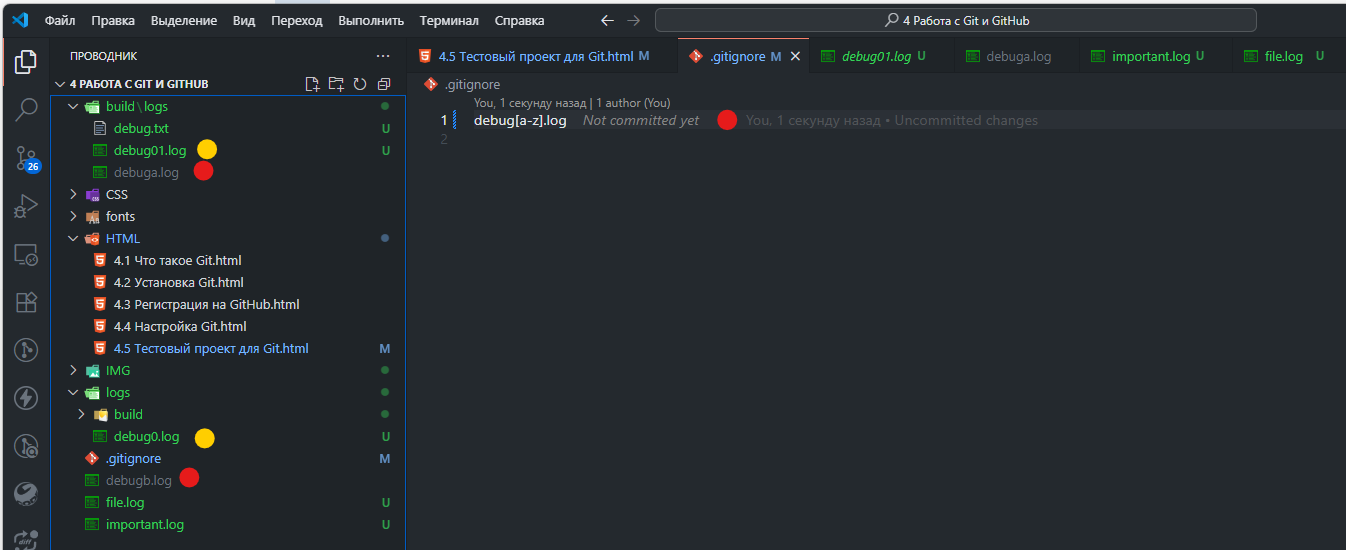 Файл Правка Выделение Вид Переход Выполнить Терминал Справка 4 Работа с Git и GitHub
ПРОВОДНИК
4 РАБОТА С GIT И GITHUB
build\logs
debug.txt U
debug01.log U
debuga.log
CSS
fonts
HTML
4.1 Что такое Git.html
4.2 Установка Git.html
4.3 Регистрация на GitHub.html
4.4 Настройка Git.html
4.5 Тестовый проект для Git.html M
IMG
logs
build
debug0.log U
.gitignore M
debugb.log
file.log U
important.log U
26
4.5 Тестовый проект для Git.html M .gitignore M debug01.log U debuga.log important.log U file.log U
.gitignore
You, 1 секунду назад | 1 author (You)
1 debug[a-z].log Not committed yet You, 1 секунду назад • Uncommitted changes
2